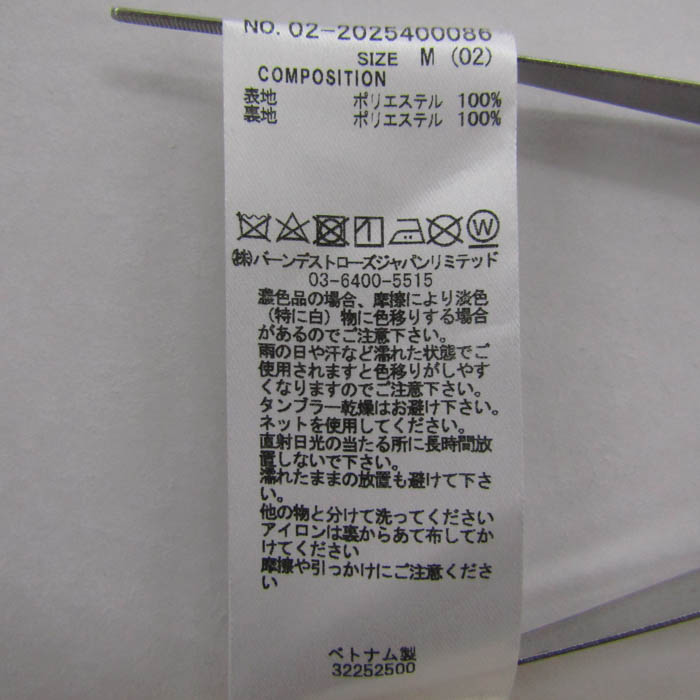 NO. 02-2025400086
SIZE M (02)
COMPOSITION
表地 ポリエステル 100%
裏地 ポリエステル 100%
W
㈱バーンデストローズジャパンリミテッド
03-6400-5515
濃色品の場合、摩擦により淡色
(特に白)物に色移りする場合
があるのでご注意下さい。
雨の日や汗など濡れた状態でご
使用されますと色移りがしやす
くなりますのでご注意下さい。
タンブラー乾燥はお避け下さい。
ネットを使用してください。
直射日光の当たる所に長時間放
置しないで下さい。
濡れたままの放置も避けて下さ
い。
他の物と分けて洗ってください
アイロンは裏からあて布してか
けてください
摩擦や引っかけにご注意くださ
い
ベトナム製
32252500